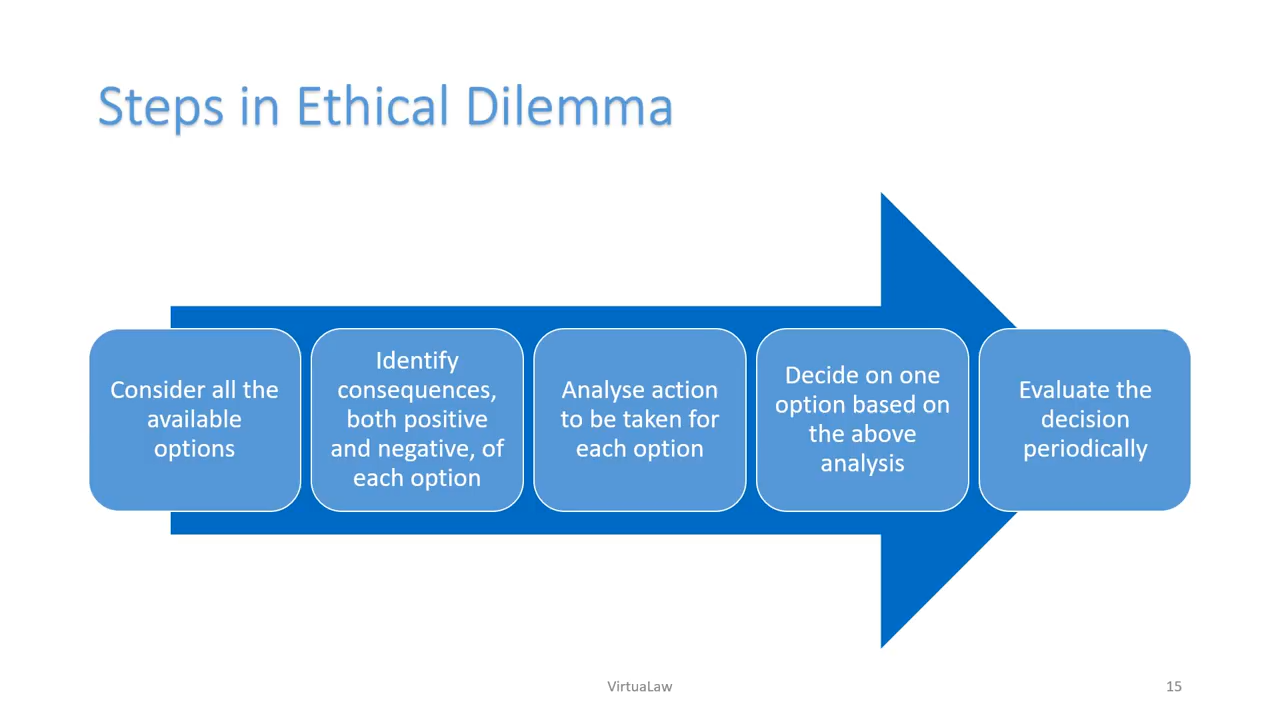 Steps in Ethical Dilemma
Consider all the
available
options
Identify
consequences,
both positive
and negative, of
each option
Analyse action
to be taken for
each option
Decide on one
option based on
the above
analysis
Evaluate the
decision
periodically
VirtuaLaw
15